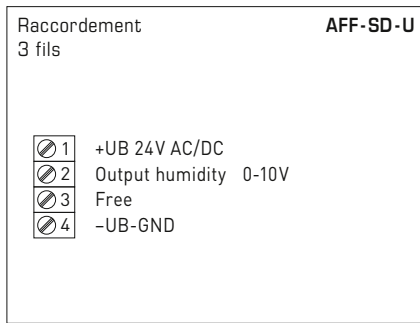 Raccordement AFF-SD-U
3 fils
1 +UB 24V AC/DC
2 Output humidity 0-10V
3 Free
4 –UB-GND